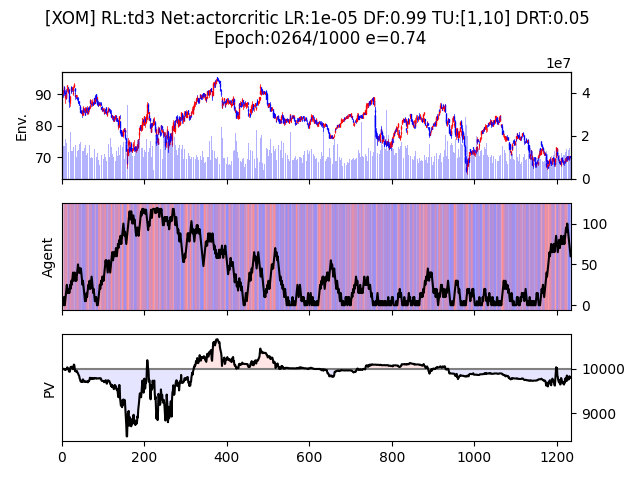 [XOM] RL:td3 Net:actorcritic LR:1e-05 DF:0.99 TU:[1,10] DRT:0.05
Epoch:0264/1000 e=0.74
1e7
Env.
90
80
70
4
2
0
Agent
100
50
0
PV
10000
9000
0 200 400 600 800 1000 1200